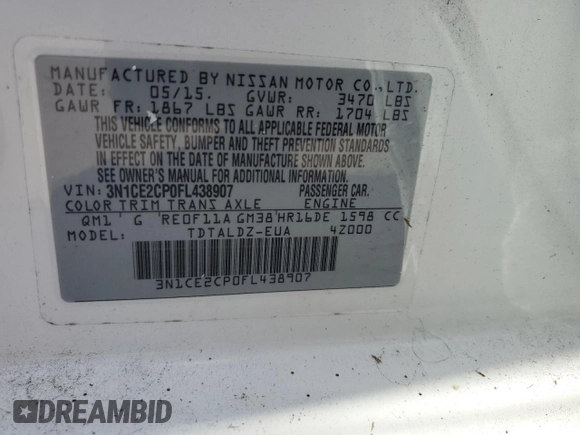 MANUFACTURED BY NISSAN MOTOR CO., LTD.
DATE: 05/15. GVWR: 3470 LBS
GAWR FR: 1867 LBS GAWR RR: 1704 LBS
THIS VEHICLE CONFORMS TO ALL APPLICABLE FEDERAL MOTOR
VEHICLE SAFETY, BUMPER AND THEFT PREVENTION STANDARDS
IN EFFECT ON THE DATE OF MANUFACTURE SHOWN ABOVE.
SEE OWNER'S MANUAL FOR ADDITIONAL INFORMATION.
VIN: 3N1CE2CP0FL438907 PASSENGER CAR.
COLOR TRIM TRANS AXLE ENGINE
QM1 G RE0F11A GM38 HR16DE 1598 CC
MODEL: TDTALDZ-EUA 4Z000
3N1CE2CP0FL438907
DREAMBID